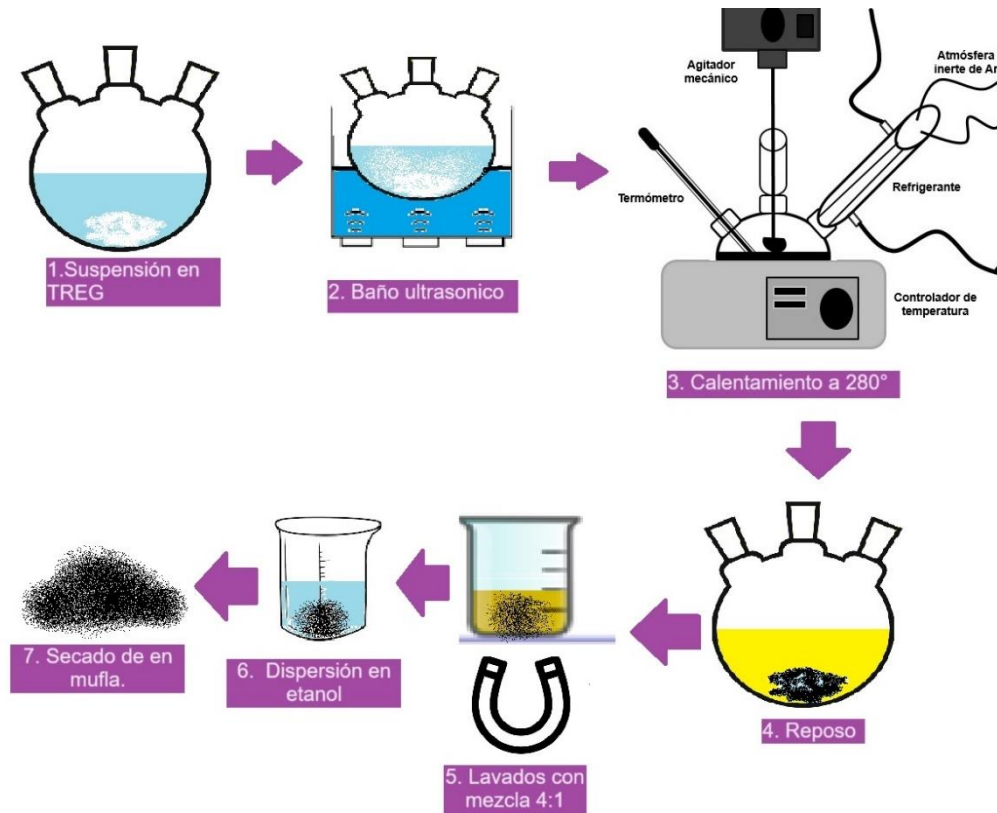 1.Suspensión en
TREG
2. Baño ultrasonico
Agitador
mecánico
Atmósfera
inerte de Ar
Termómetro
Refrigerante
Controlador de
temperatura
3. Calentamiento a 280°
4. Reposo
5. Lavados con
mezcla 4:1
6. Dispersión en
etanol
7. Secado de en
mufla.